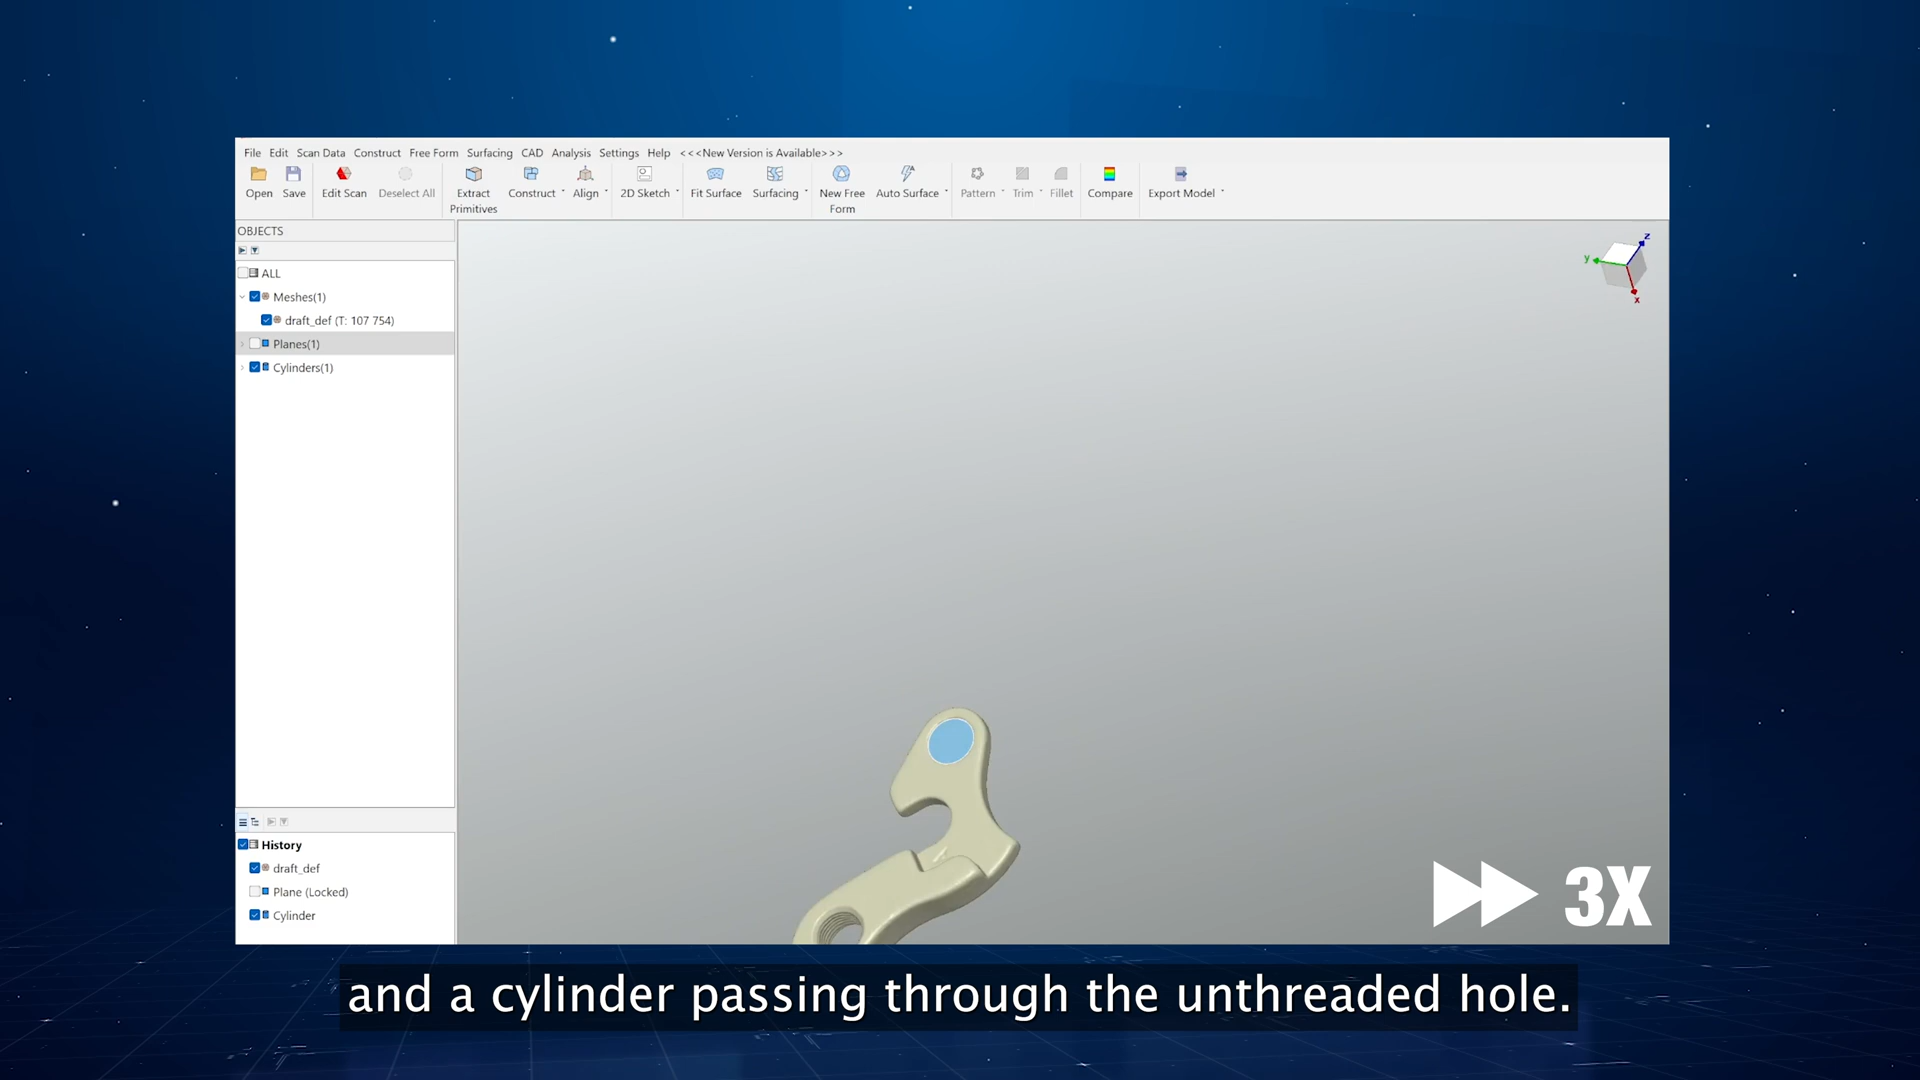 File Edit Scan Data Construct Free Form Surfacing CAD Analysis Settings Help <<<New Version is Available>>>
Open Save Edit Scan Deselect All Extract Primitives Construct Align 2D Sketch Fit Surface Surfacing New Free Form Auto Surface Pattern Trim Fillet Compare Export Model
OBJECTS
ALL
Meshes(1)
draft_def (T: 107 754)
Planes(1)
Cylinders(1)
z
y
x
History
draft_def
Plane (Locked)
Cylinder
3X
and a cylinder passing through the unthreaded hole.